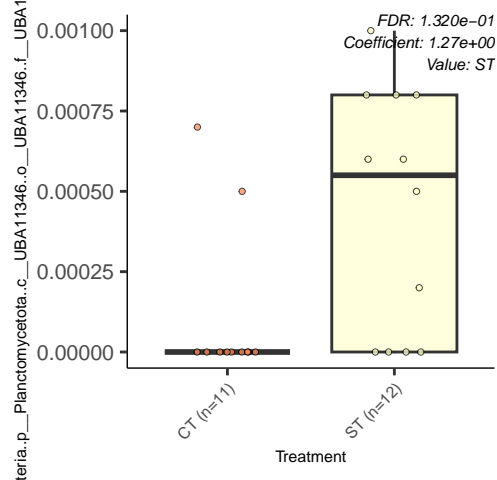 FDR: 1.320e−01
Coefficient: 1.27e+00
Value: ST
teria..p__Planctomycetota..c__UBA11346..o__UBA11346..f__UBA1
0.00100
0.00075
0.00050
0.00025
0.00000
CT (n=11)
ST (n=12)
Treatment